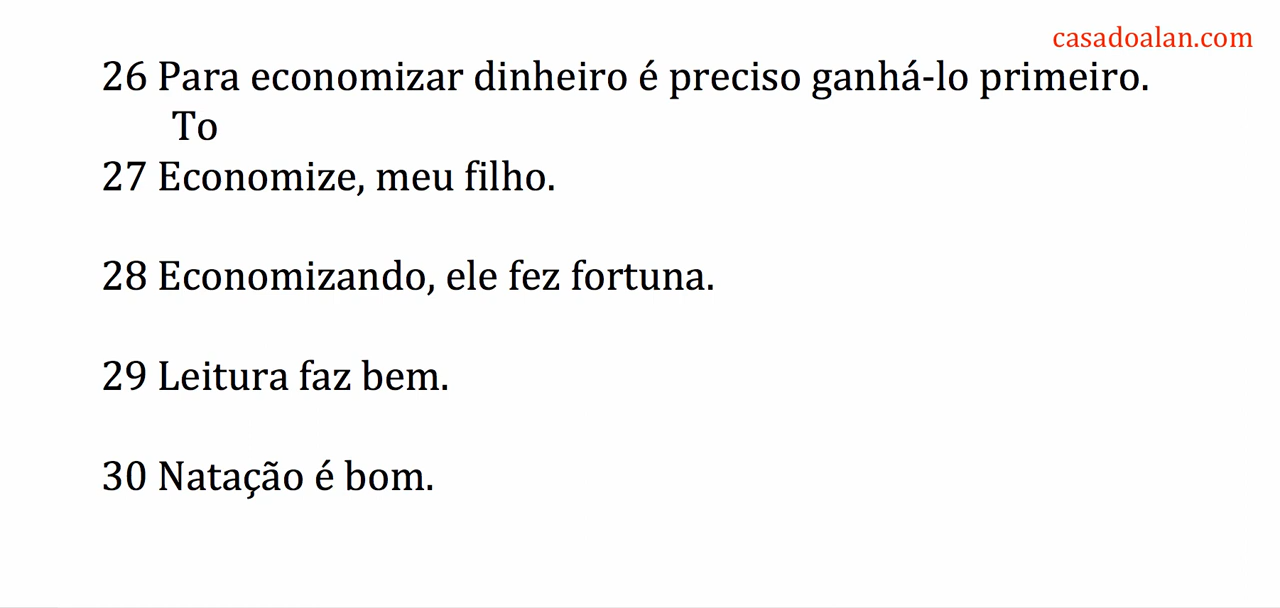 casadoalan.com
26 Para economizar dinheiro é preciso ganhá-lo primeiro.
To
27 Economize, meu filho.
28 Economizando, ele fez fortuna.
29 Leitura faz bem.
30 Natação é bom.